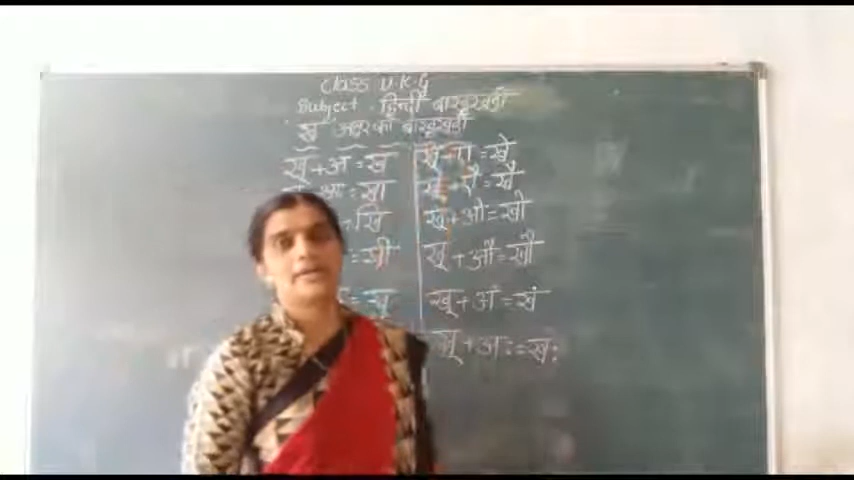 Class U.K.G
Subject - हिन्दी बारहखडी
ख अक्षर की बारहखडी
ख्+अ=ख
आ=खा
+ =खि
=खी
=खु
ख्+ए=खे
ख्+ऐ=खै
ख्+ओ=खो
ख्+औ=खौ
ख्+अं=खं
ख्+अः=खः